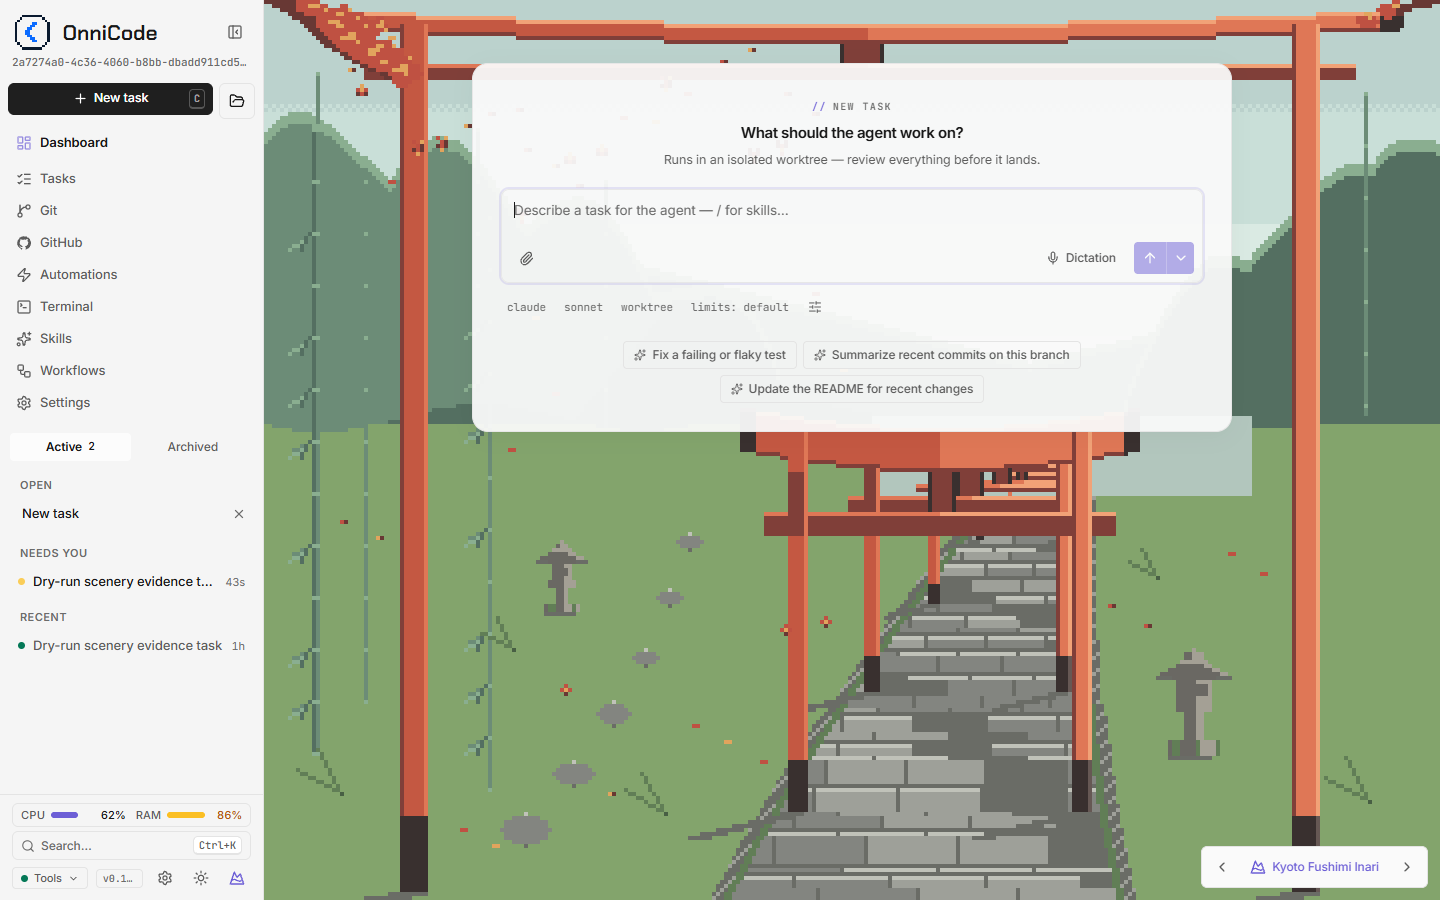 OnniCode
2a7274a0-4c36-4060-b8bb-dbadd911cd5…
New task
C
Dashboard
Tasks
Git
GitHub
Automations
Terminal
Skills
Workflows
Settings
Active 2
Archived
OPEN
New task
NEEDS YOU
Dry-run scenery evidence t… 43s
RECENT
Dry-run scenery evidence task 1h
CPU 62% RAM 86%
Search... Ctrl+K
Tools
v0.1…
// NEW TASK
What should the agent work on?
Runs in an isolated worktree — review everything before it lands.
Describe a task for the agent — / for skills...
Dictation
claude sonnet worktree limits: default
Fix a failing or flaky test
Summarize recent commits on this branch
Update the README for recent changes
Kyoto Fushimi Inari